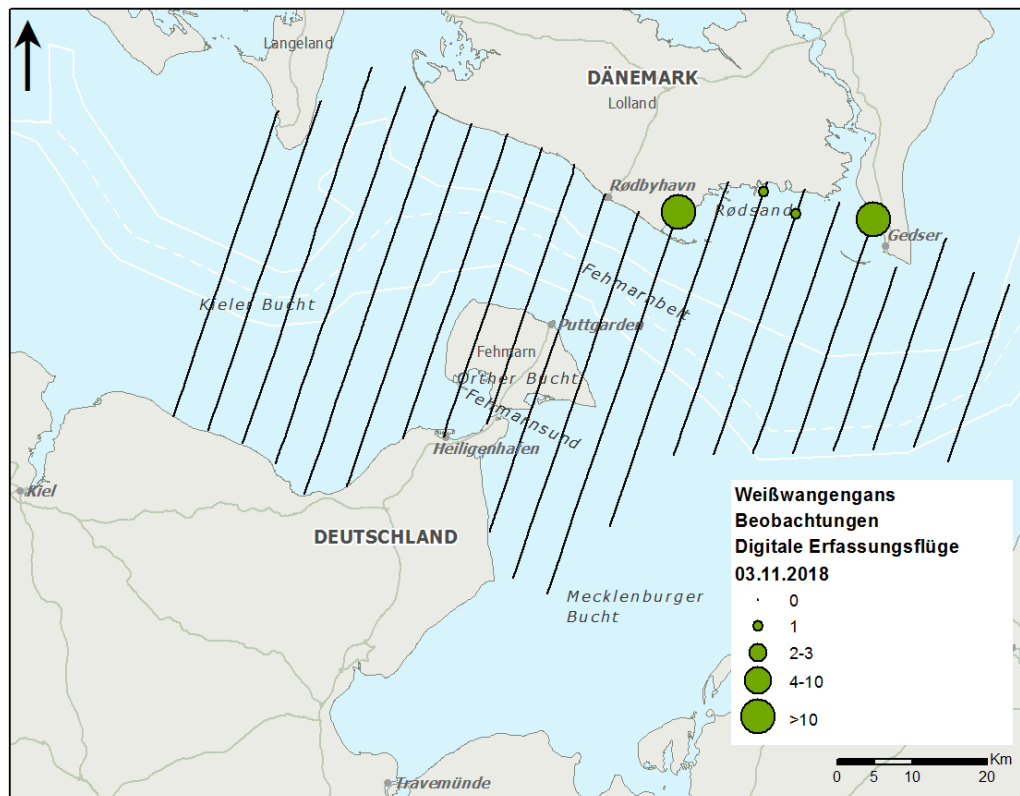 Langeland
DÄNEMARK
Lolland
Rødbyhavn
Rødsand
Gedser
Kieler Bucht
Fehmarnbelt
Puttgarden
Fehmarn
Orther Bucht
Fehmarnsund
Heiligenhafen
Kiel
DEUTSCHLAND
Mecklenburger
Bucht
Travemünde
Weißwangengans
Beobachtungen
Digitale Erfassungsflüge
03.11.2018
0
1
2-3
4-10
>10
Km
0 5 10 20